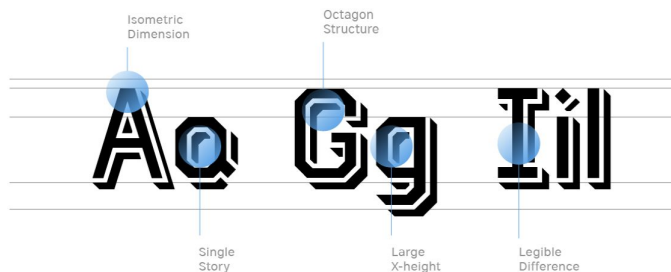 Isometric
Dimension
Octagon
Structure
Aa Gg Iil
Single
Story
Large
X-height
Legible
Difference